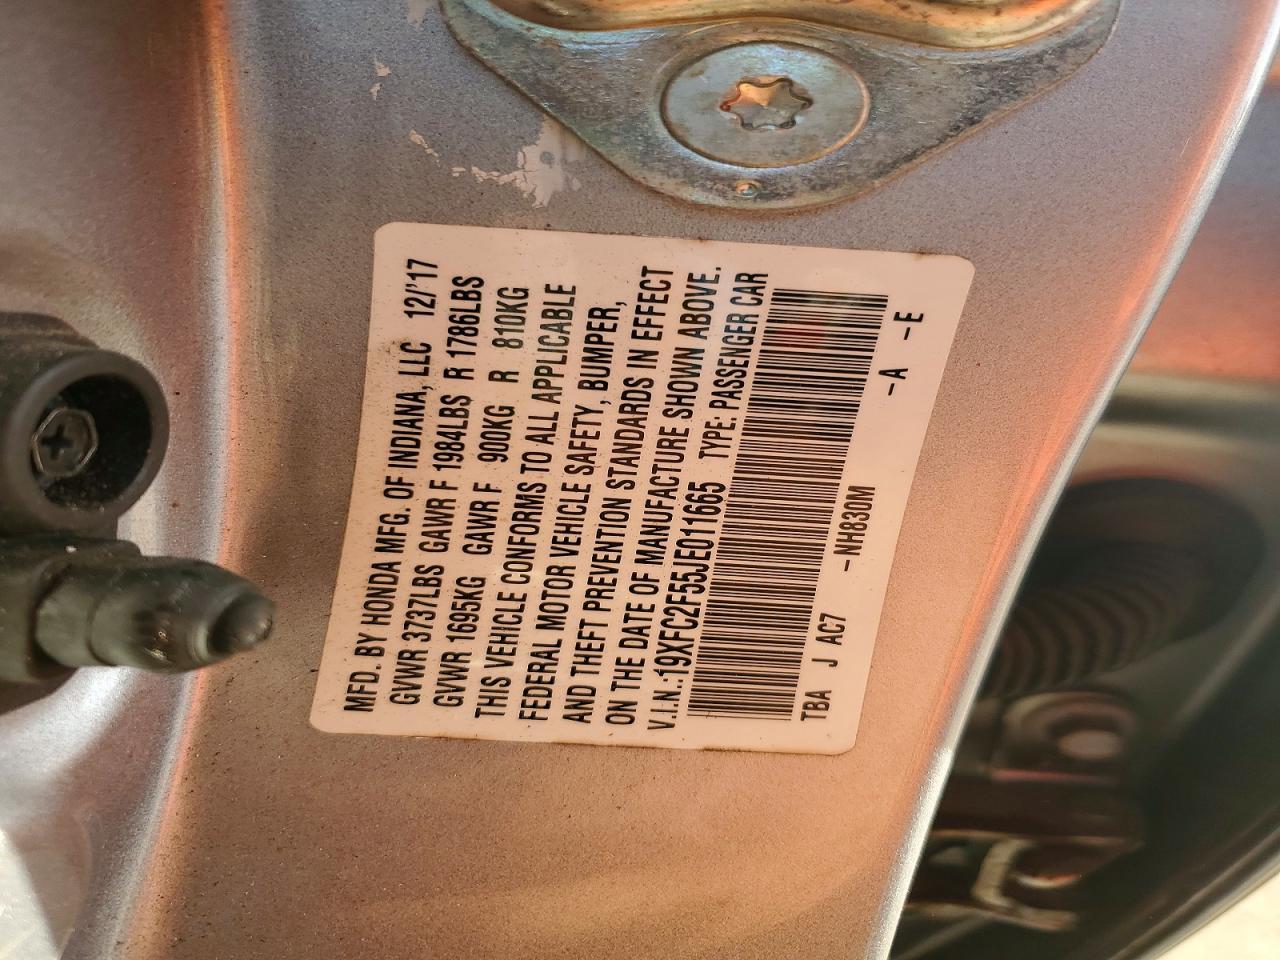 MFD. BY HONDA MFG. OF INDIANA, LLC 12/'17
GVWR 3737LBS GAWR F 1984LBS R 1786LBS
GVWR 1695KG GAWR F 900KG R 810KG
THIS VEHICLE CONFORMS TO ALL APPLICABLE
FEDERAL MOTOR VEHICLE SAFETY, BUMPER,
AND THEFT PREVENTION STANDARDS IN EFFECT
ON THE DATE OF MANUFACTURE SHOWN ABOVE.
V.I.N.:19XFC2F55JE011665 TYPE: PASSENGER CAR
TBA J AC7 -NH830M -A -E